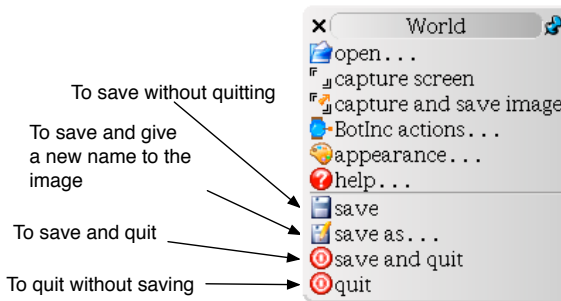 World
open...
capture screen
capture and save image
BotInc actions...
appearance...
help...
save
save as...
save and quit
quit
To save without quitting
To save and give
a new name to the
image
To save and quit
To quit without saving